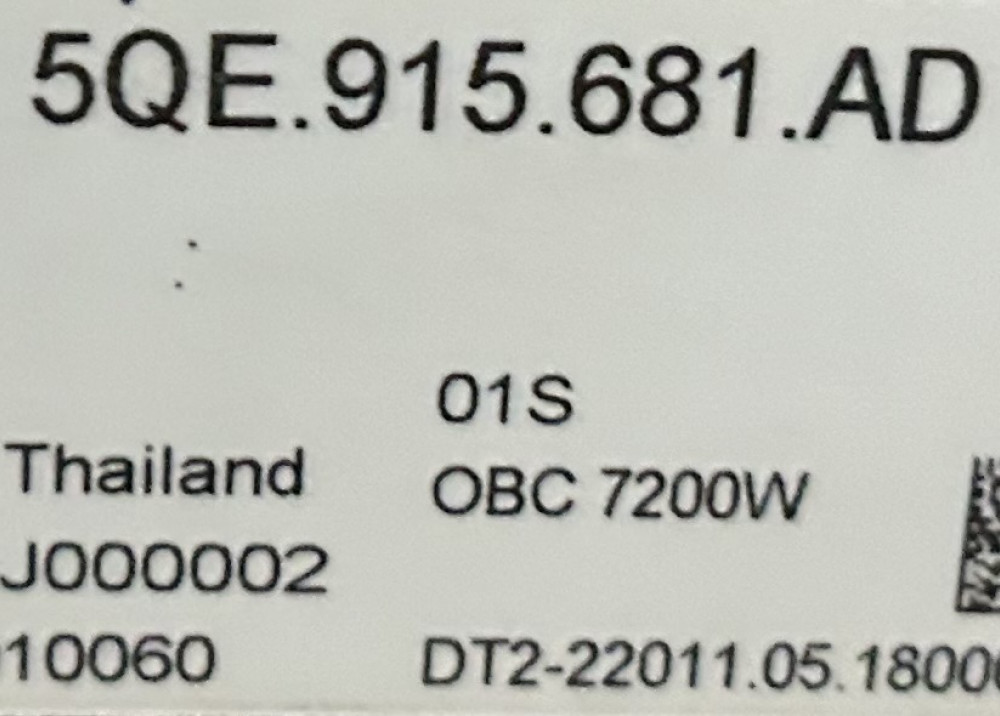 5QE.915.681.AD
01S
Thailand
OBC 7200W
J000002
10060
DT2-22011.05.1800